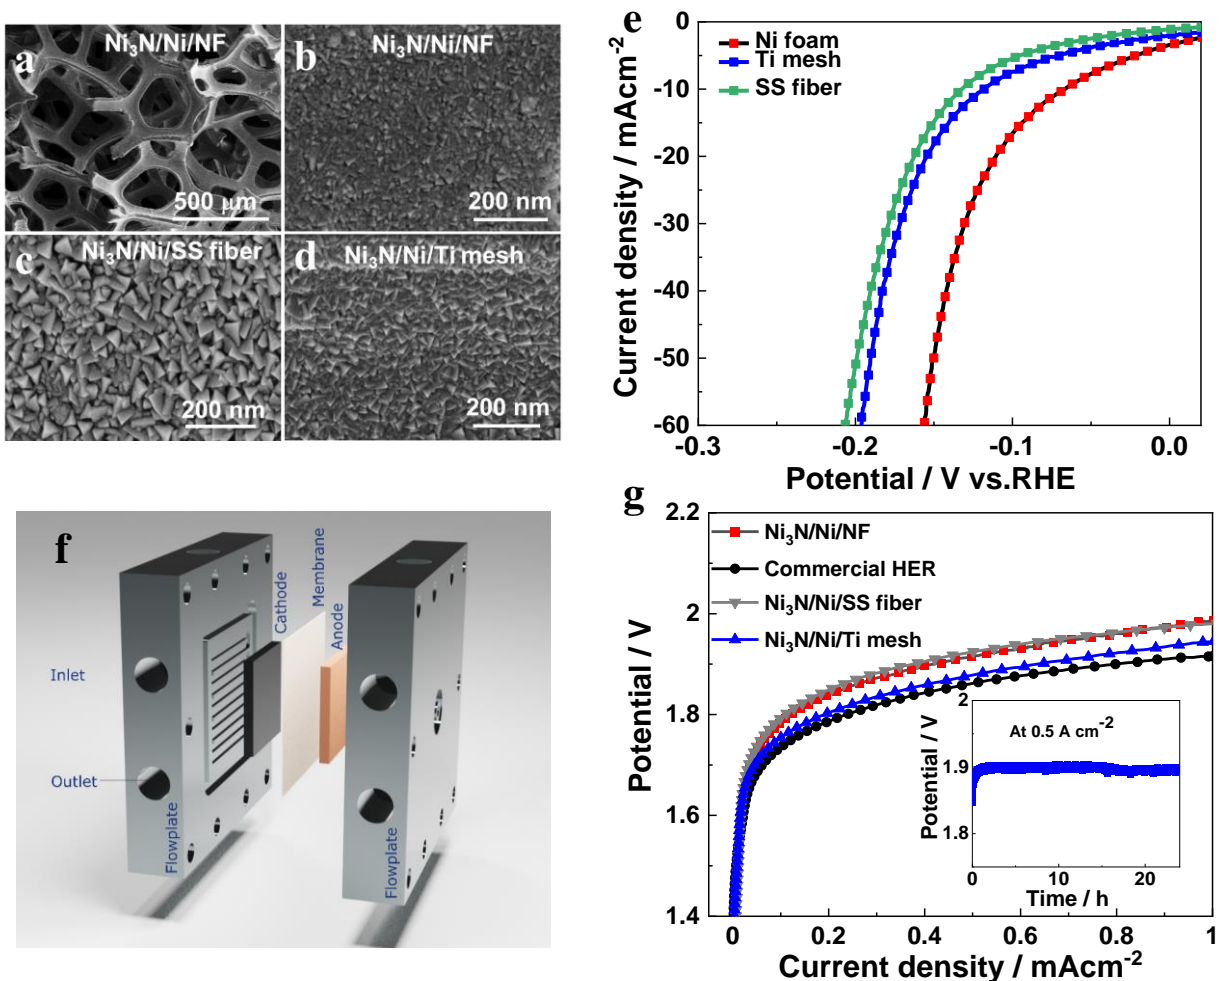 a
Ni₃N/Ni/NF
500 μm
b
Ni₃N/Ni/NF
200 nm
c
Ni₃N/Ni/SS fiber
200 nm
d
Ni₃N/Ni/Ti mesh
200 nm
e
Ni foam
Ti mesh
SS fiber
Current density / mAcm⁻²
0
-10
-20
-30
-40
-50
-60
-0.3
-0.2
-0.1
0.0
Potential / V vs.RHE
f
Inlet
Outlet
Flowplate
Cathode
Membrane
Anode
Flowplate
g
Ni₃N/Ni/NF
Commercial HER
Ni₃N/Ni/SS fiber
Ni₃N/Ni/Ti mesh
Potential / V
2.2
2
1.8
1.6
1.4
0
0.2
0.4
0.6
0.8
1
Current density / mAcm⁻²
At 0.5 A cm⁻²
Potential / V
2
1.9
1.8
0
10
20
Time / h